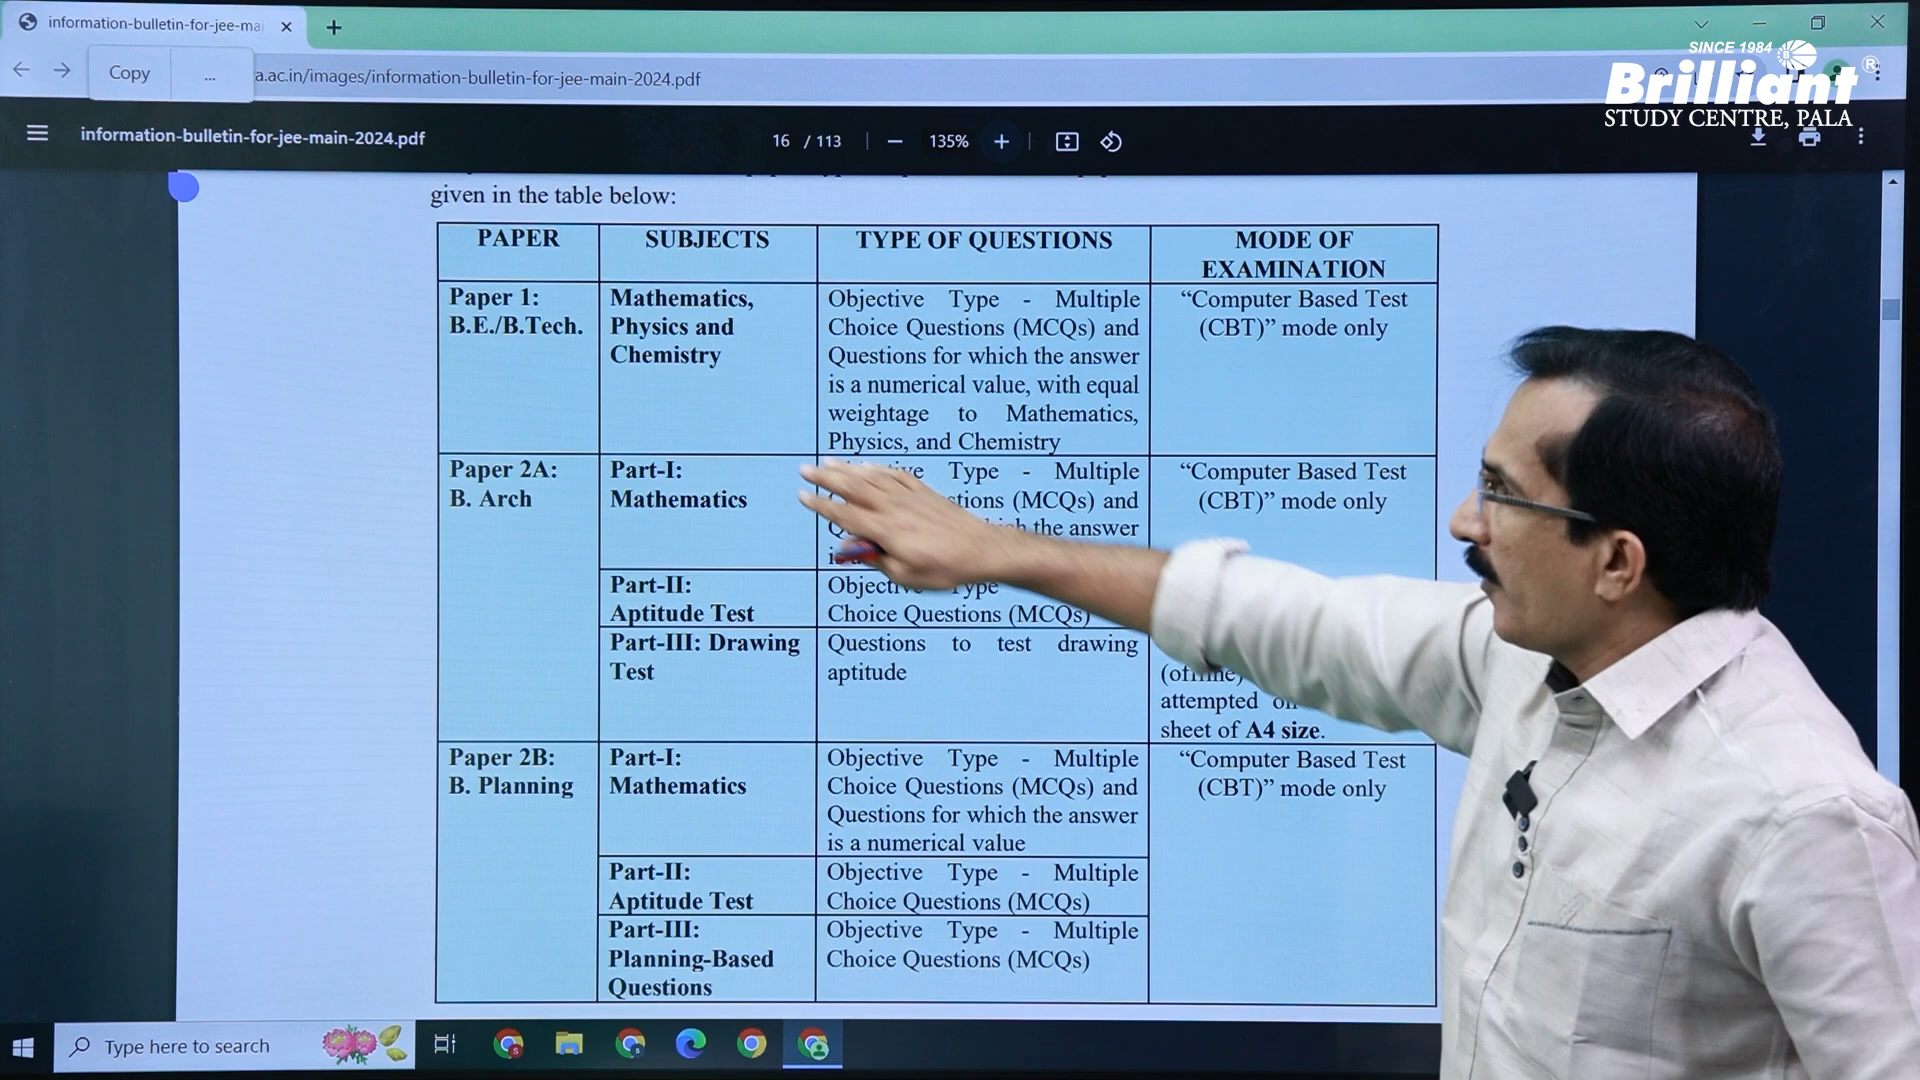 information-bulletin-for-jee-ma
Copy
...
a.ac.in/images/information-bulletin-for-jee-main-2024.pdf
SINCE 1984
Brilliant®
STUDY CENTRE, PALA
information-bulletin-for-jee-main-2024.pdf
16 / 113
135%
given in the table below:
PAPER
SUBJECTS
TYPE OF QUESTIONS
MODE OF
EXAMINATION
Paper 1:
B.E./B.Tech.
Mathematics,
Physics and
Chemistry
Objective Type - Multiple
Choice Questions (MCQs) and
Questions for which the answer
is a numerical value, with equal
weightage to Mathematics,
Physics, and Chemistry
“Computer Based Test
(CBT)” mode only
Paper 2A:
B. Arch
Part-I:
Mathematics
Type - Multiple
(MCQs) and
the answer
“Computer Based Test
(CBT)” mode only
Part-II:
Aptitude Test
Type
Choice Questions (MCQs)
Part-III: Drawing
Test
Questions to test drawing
aptitude
attempted
sheet of A4 size.
Paper 2B:
B. Planning
Part-I:
Mathematics
Objective Type - Multiple
Choice Questions (MCQs) and
Questions for which the answer
is a numerical value
“Computer Based Test
(CBT)” mode only
Part-II:
Aptitude Test
Objective Type - Multiple
Choice Questions (MCQs)
Part-III:
Planning-Based
Questions
Objective Type - Multiple
Choice Questions (MCQs)
Type here to search